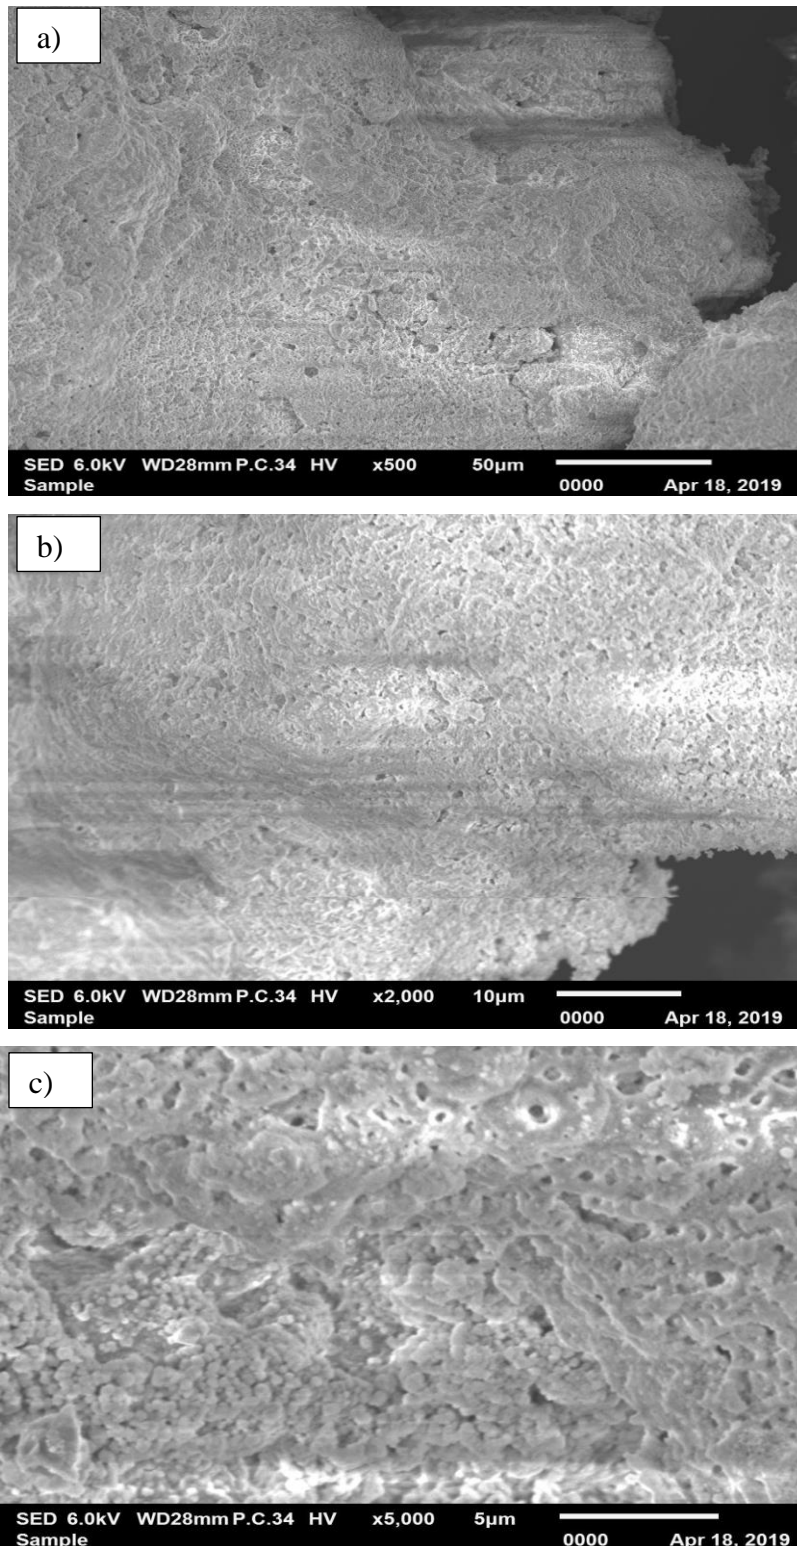 a)
SED 6.0kV WD28mm P.C.34 HV x500 50µm
Sample 0000 Apr 18, 2019
b)
SED 6.0kV WD28mm P.C.34 HV x2,000 10µm
Sample 0000 Apr 18, 2019
c)
SED 6.0kV WD28mm P.C.34 HV x5,000 5µm
Sample 0000 Apr 18, 2019